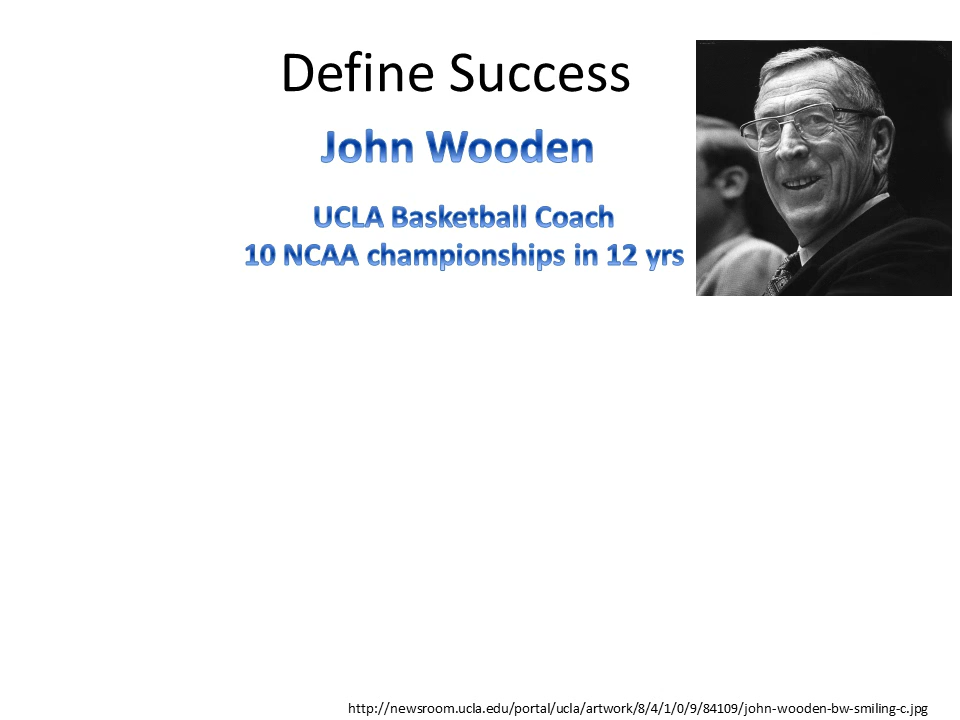 Define Success
John Wooden
UCLA Basketball Coach
10 NCAA championships in 12 yrs
http://newsroom.ucla.edu/portal/ucla/artwork/8/4/1/0/9/84109/john-wooden-bw-smiling-c.jpg